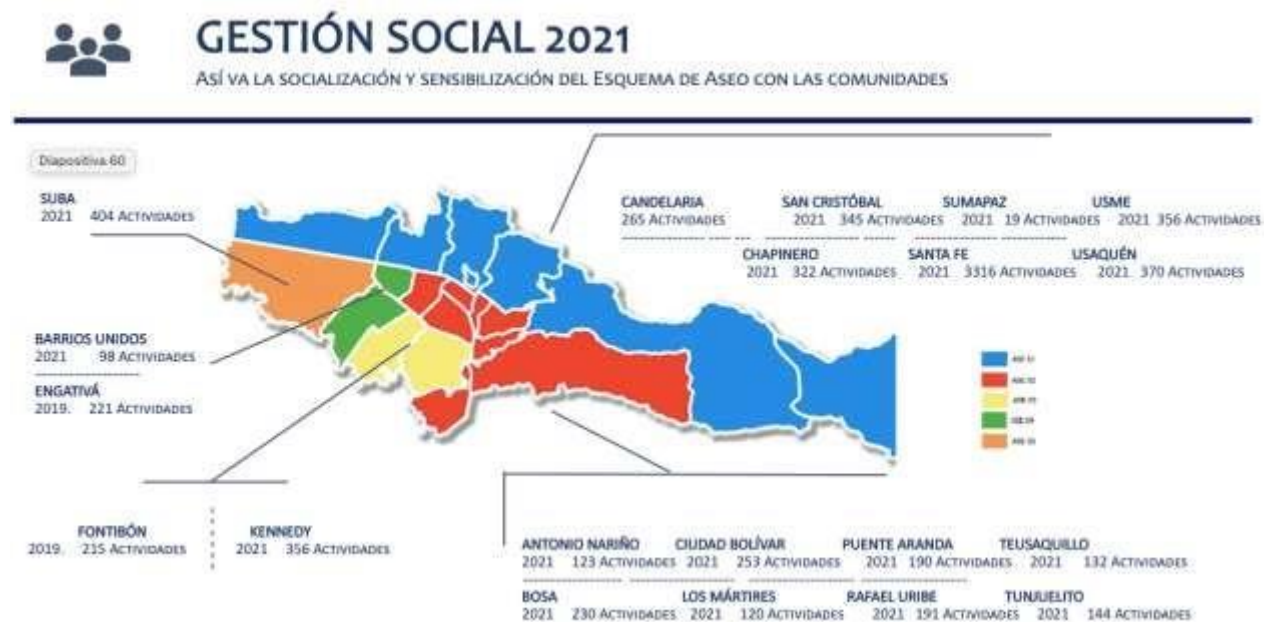 GESTIÓN SOCIAL 2021
ASÍ VA LA SOCIALIZACIÓN Y SENSIBILIZACIÓN DEL ESQUEMA DE ASEO CON LAS COMUNIDADES
Diapositiva 60
SUBA
2021 404 ACTIVIDADES
CANDELARIA SAN CRISTÓBAL SUMAPAZ USME
265 ACTIVIDADES 2021 345 ACTIVIDADES 2021 19 ACTIVIDADES 2021 356 ACTIVIDADES
CHAPINERO SANTA FE USAQUÉN
2021 322 ACTIVIDADES 2021 3316 ACTIVIDADES 2021 370 ACTIVIDADES
BARRIOS UNIDOS
2021 98 ACTIVIDADES
ENGATIVÁ
2019. 221 ACTIVIDADES
FONTIBÓN KENNEDY
2019. 215 ACTIVIDADES 2021 356 ACTIVIDADES
ANTONIO NARIÑO CIUDAD BOLÍVAR PUENTE ARANDA TEUSAQUILLO
2021 123 ACTIVIDADES 2021 253 ACTIVIDADES 2021 190 ACTIVIDADES 2021 132 ACTIVIDADES
BOSA LOS MÁRTIRES RAFAEL URIBE TUNJUELITO
2021 230 ACTIVIDADES 2021 120 ACTIVIDADES 2021 191 ACTIVIDADES 2021 144 ACTIVIDADES